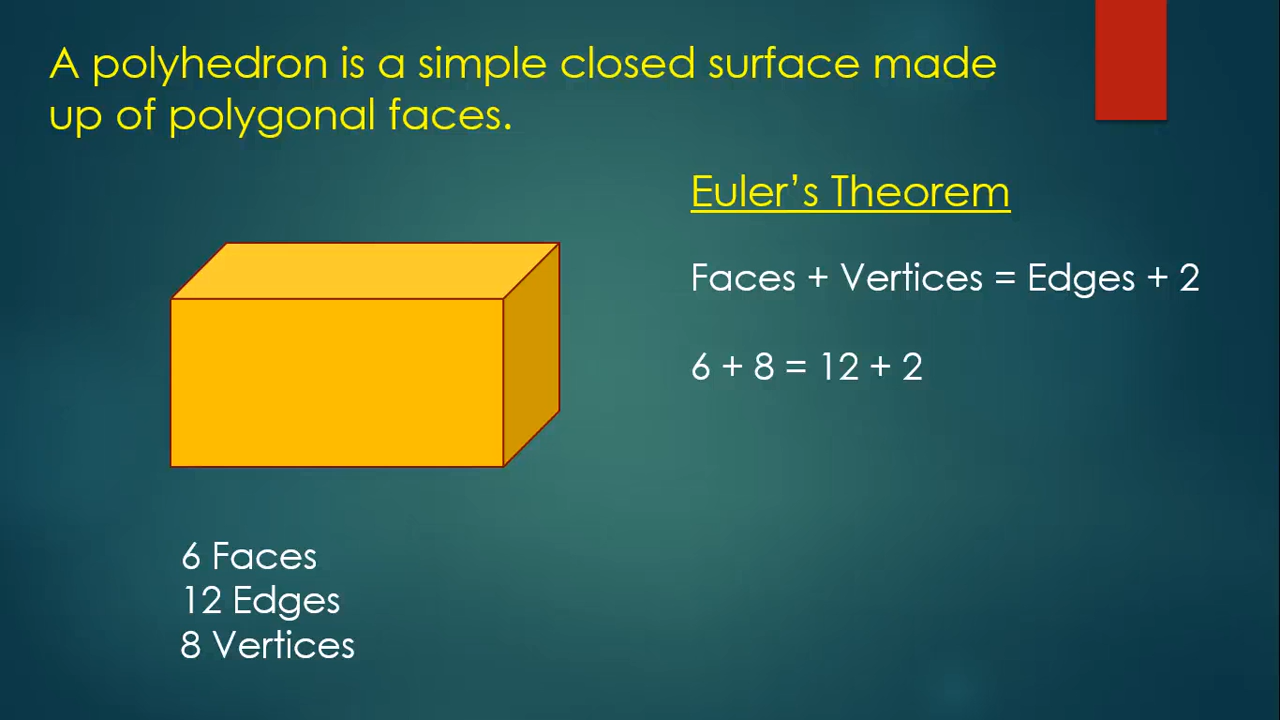 A polyhedron is a simple closed surface made
up of polygonal faces.
Euler’s Theorem
Faces + Vertices = Edges + 2
6 + 8 = 12 + 2
6 Faces
12 Edges
8 Vertices